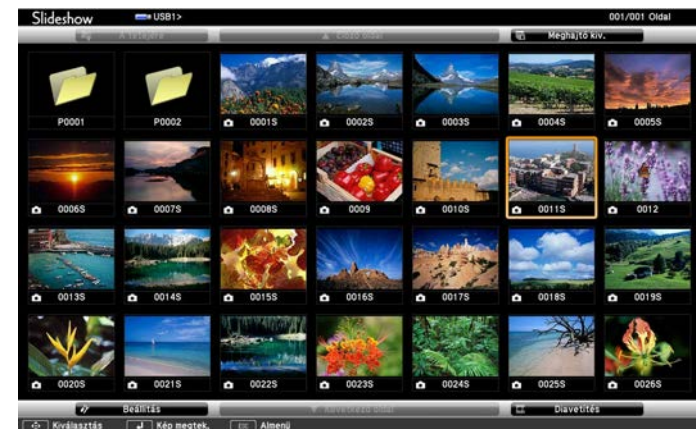 Slideshow USB1> 001/001 Oldal
A tetejére Előző oldal Meghajtó kiv.
P0001 P0002 0001S 0002S 0003S 0004S 0005S
0006S 0007S 0008S 0009 0010S 0011S 0012
0013S 0014S 0015S 0016S 0017S 0018S 0019S
0020S 0021S 0022S 0023S 0024S 0025S 0026S
Beállítás Következő oldal Diavetítés
Kiválasztás Kép megtek. Esc Almenü